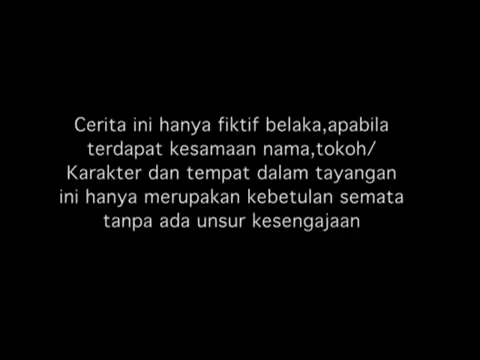 Cerita ini hanya fiktif belaka,apabila
terdapat kesamaan nama,tokoh/
Karakter dan tempat dalam tayangan
ini hanya merupakan kebetulan semata
tanpa ada unsur kesengajaan